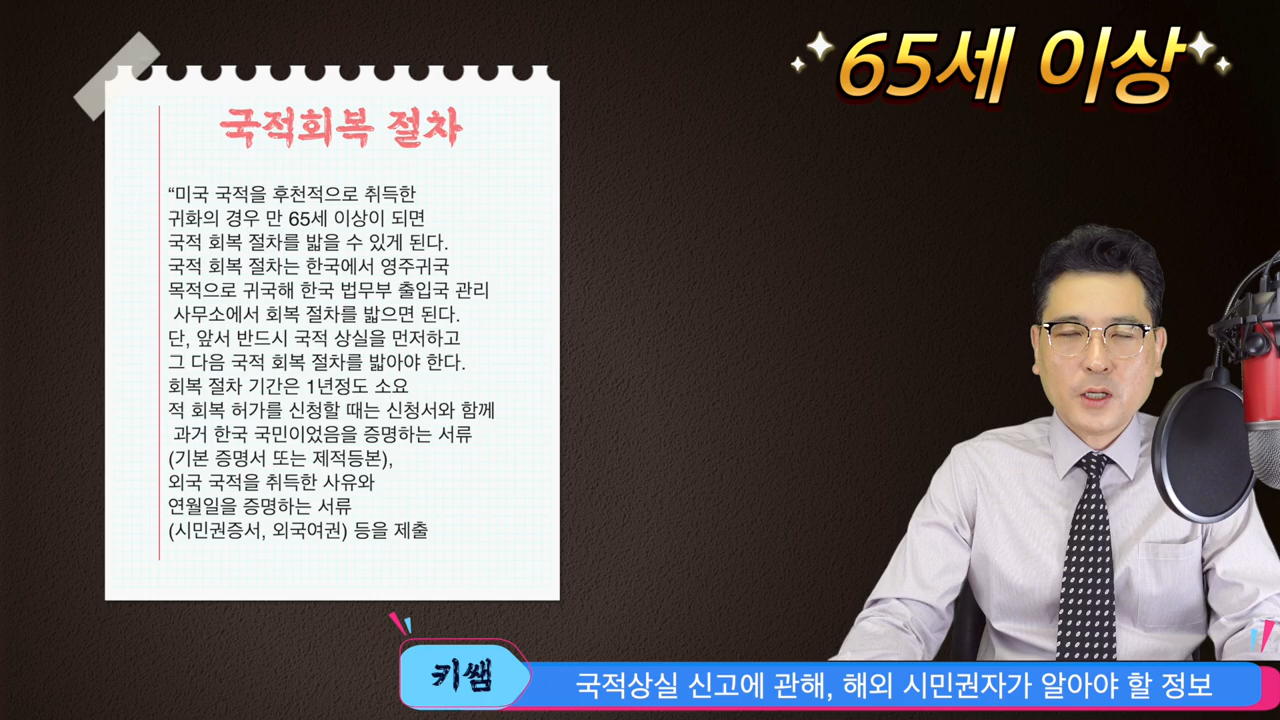 65세 이상
국적회복 절차
“미국 국적을 후천적으로 취득한
귀화의 경우 만 65세 이상이 되면
국적 회복 절차를 밟을 수 있게 된다.
국적 회복 절차는 한국에서 영주귀국
목적으로 귀국해 한국 법무부 출입국 관리
사무소에서 회복 절차를 밟으면 된다.
단, 앞서 반드시 국적 상실을 먼저하고
그 다음 국적 회복 절차를 밟아야 한다.
회복 절차 기간은 1년정도 소요
적 회복 허가를 신청할 때는 신청서와 함께
과거 한국 국민이었음을 증명하는 서류
(기본 증명서 또는 제적등본),
외국 국적을 취득한 사유와
연월일을 증명하는 서류
(시민권증서, 외국여권) 등을 제출
키쌤
국적상실 신고에 관해, 해외 시민권자가 알아야 할 정보